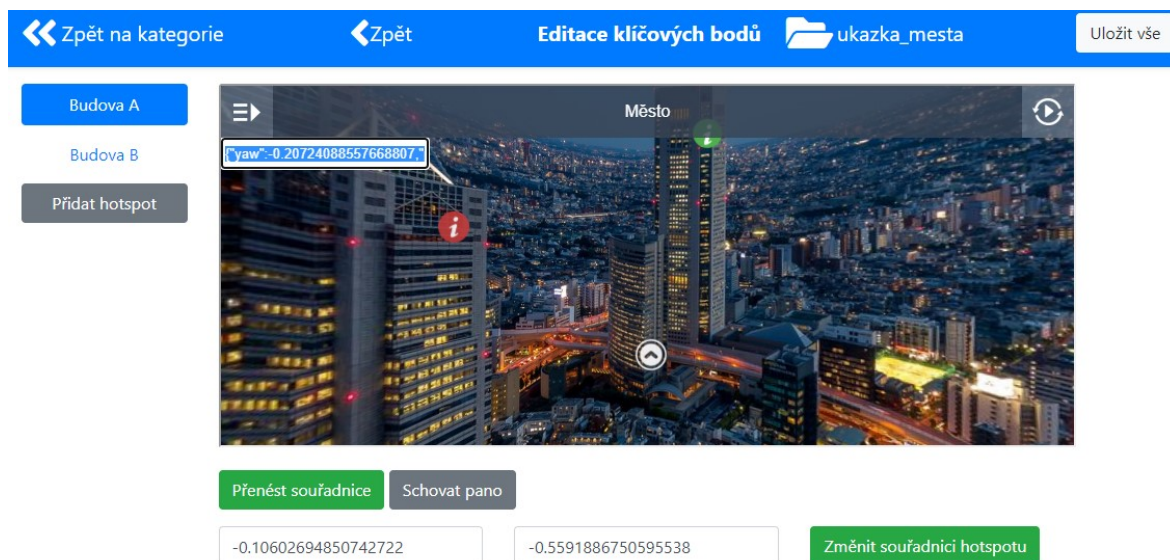 Zpět na kategorie
Zpět
Editace klíčových bodů
ukazka_mesta
Uložit vše
Budova A
Budova B
Přidat hotspot
Město
{"yaw":-0.20724088557668807,"
i
i
Přenést souřadnice
Schovat pano
-0.10602694850742722
-0.5591886750595538
Změnit souřadnici hotspotu